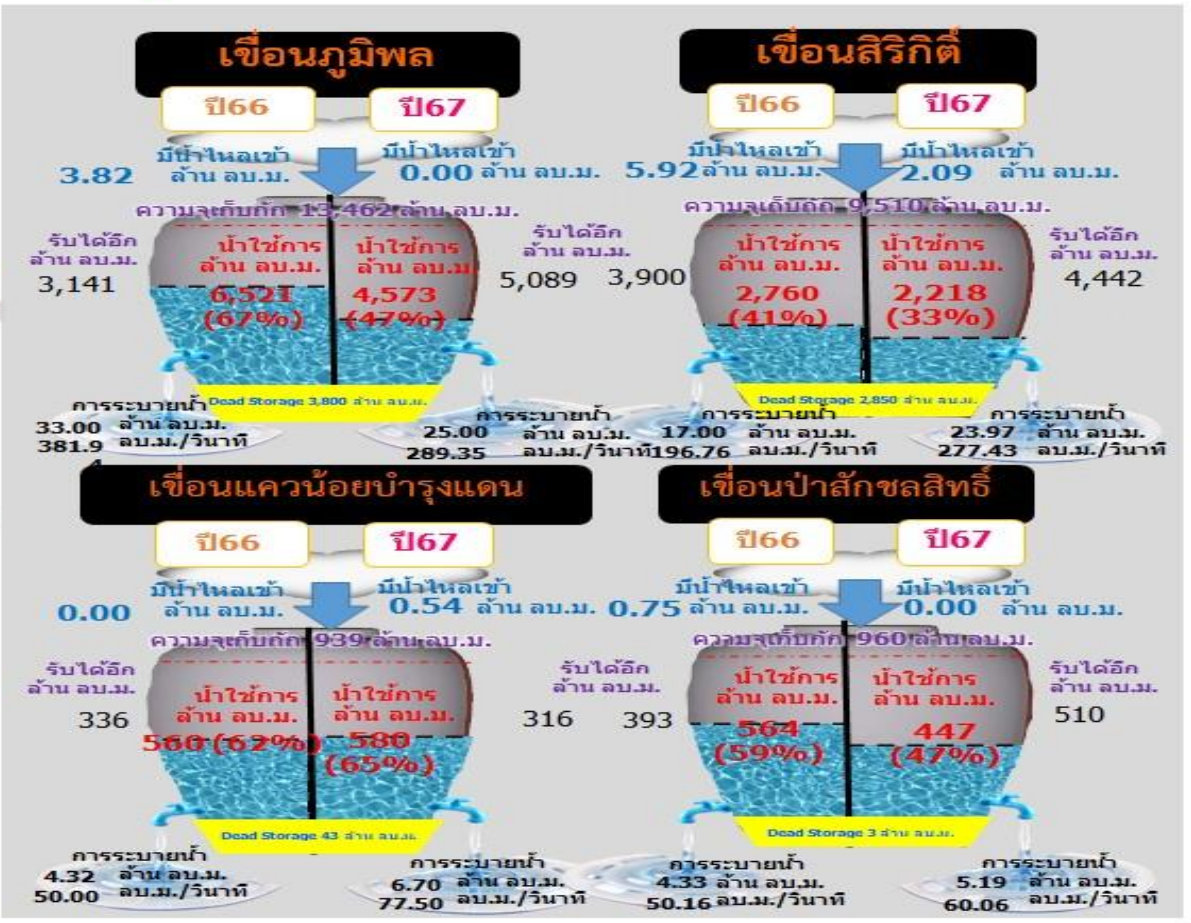 เขื่อนภูมิพล
ปี66
ปี67
มีน้ำไหลเข้า
3.82 ล้าน ลบ.ม.
มีน้ำไหลเข้า
0.00 ล้าน ลบ.ม.
ความจุเก็บกัก 13,462 ล้าน ลบ.ม.
รับได้อีก
ล้าน ลบ.ม.
3,141
น้ำใช้การ
ล้าน ลบ.ม.
6,521
(67%)
น้ำใช้การ
ล้าน ลบ.ม
4,573
(47%)
รับได้อีก
ล้าน ลบ.ม.
5,089
Dead Storage 3,800 ล้าน ลบ.ม.
การระบายน้ำ
33.00 ล้าน ลบ.ม.
381.9 ลบ.ม./วินาที
การระบายน้ำ
25.00 ล้าน ลบ.ม.
289.35 ลบ.ม./วินาที
เขื่อนสิริกิติ์
ปี66
ปี67
มีน้ำไหลเข้า
5.92 ล้าน ลบ.ม.
มีน้ำไหลเข้า
2.09 ล้าน ลบ.ม.
ความจุเก็บกัก 9,510 ล้าน ลบ.ม.
3,900
น้ำใช้การ
ล้าน ลบ.ม.
2,760
(41%)
น้ำใช้การ
ล้าน ลบ.ม.
2,218
(33%)
รับได้อีก
ล้าน ลบ.ม.
4,442
Dead Storage 2,850 ล้าน ลบ.ม.
การระบายน้ำ
17.00 ล้าน ลบ.ม.
196.76 ลบ.ม./วินาที
การระบายน้ำ
23.97 ล้าน ลบ.ม.
277.43 ลบ.ม./วินาที
เขื่อนแควน้อยบำรุงแดน
ปี66
ปี67
มีน้ำไหลเข้า
0.00 ล้าน ลบ.ม.
มีน้ำไหลเข้า
0.54 ล้าน ลบ.ม.
ความจุเก็บกัก 939 ล้าน ลบ.ม.
รับได้อีก
ล้าน ลบ.ม.
336
น้ำใช้การ
ล้าน ลบ.ม.
560 (62%)
น้ำใช้การ
ล้าน ลบ.ม.
580
(65%)
รับได้อีก
ล้าน ลบ.ม.
316
Dead Storage 43 ล้าน ลบ.ม.
การระบายน้ำ
4.32 ล้าน ลบ.ม.
50.00 ลบ.ม./วินาที
การระบายน้ำ
6.70 ล้าน ลบ.ม.
77.50 ลบ.ม./วินาที
เขื่อนป่าสักชลสิทธิ์
ปี66
ปี67
มีน้ำไหลเข้า
0.75 ล้าน ลบ.ม.
มีน้ำไหลเข้า
0.00 ล้าน ลบ.ม.
ความจุเก็บกัก 960 ล้าน ลบ.ม.
393
น้ำใช้การ
ล้าน ลบ.ม.
564
(59%)
น้ำใช้การ
ล้าน ลบ.ม.
447
(47%)
รับได้อีก
ล้าน ลบ.ม.
510
Dead Storage 3 ล้าน ลบ.ม.
การระบายน้ำ
4.33 ล้าน ลบ.ม.
50.16 ลบ.ม./วินาที
การระบายน้ำ
5.19 ล้าน ลบ.ม.
60.06 ลบ.ม./วินาที